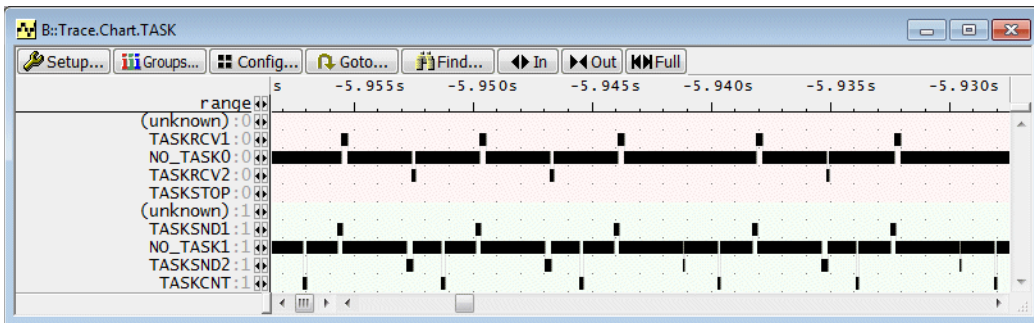 B::Trace.Chart.TASK
Setup... Groups... Config... Goto... Find... In Out Full
s -5.955s -5.950s -5.945s -5.940s -5.935s -5.930s
range
(unknown):0
TASKRCV1:0
NO_TASK0:0
TASKRCV2:0
TASKSTOP:0
(unknown):1
TASKSND1:1
NO_TASK1:1
TASKSND2:1
TASKCNT:1